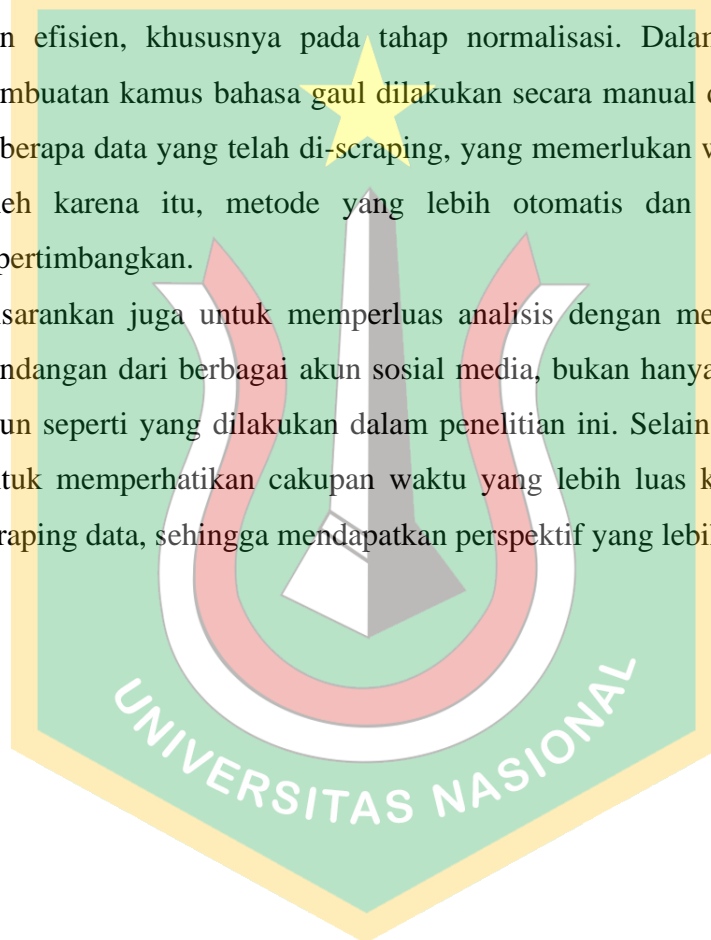 n efisien, khususnya pada tahap normalisasi. Dalam
mbuatan kamus bahasa gaul dilakukan secara manual d
berapa data yang telah di-scraping, yang memerlukan w
eh karena itu, metode yang lebih otomatis dan
pertimbangkan.
sarankan juga untuk memperluas analisis dengan me
ndangan dari berbagai akun sosial media, bukan hanya
un seperti yang dilakukan dalam penelitian ini. Selain
tuk memperhatikan cakupan waktu yang lebih luas k
raping data, sehingga mendapatkan perspektif yang lebih
UNIVERSITAS NASIONAL